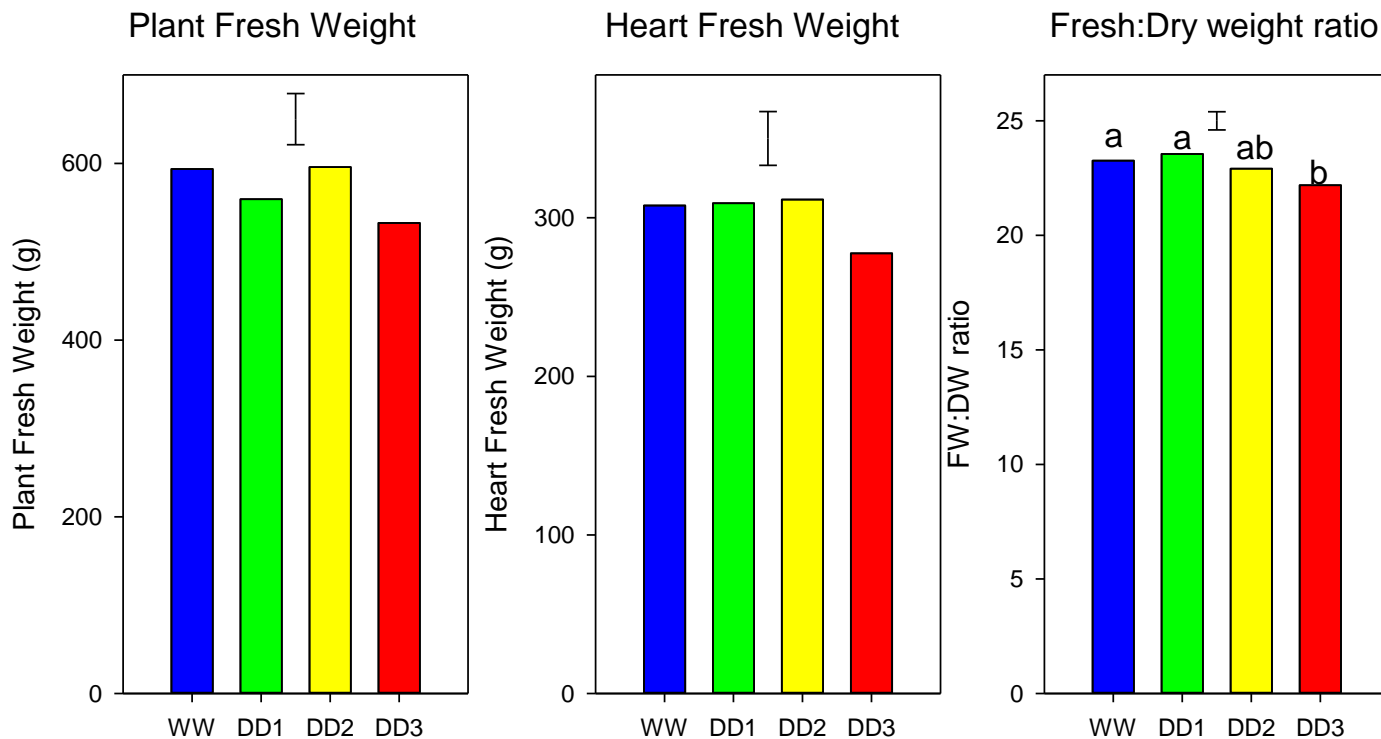 Plant Fresh Weight
Plant Fresh Weight (g)
600
400
200
0
WW DD1 DD2 DD3
Heart Fresh Weight
Heart Fresh Weight (g)
300
200
100
0
WW DD1 DD2 DD3
Fresh:Dry weight ratio
FW:DW ratio
25
20
15
10
5
0
a a ab b
WW DD1 DD2 DD3